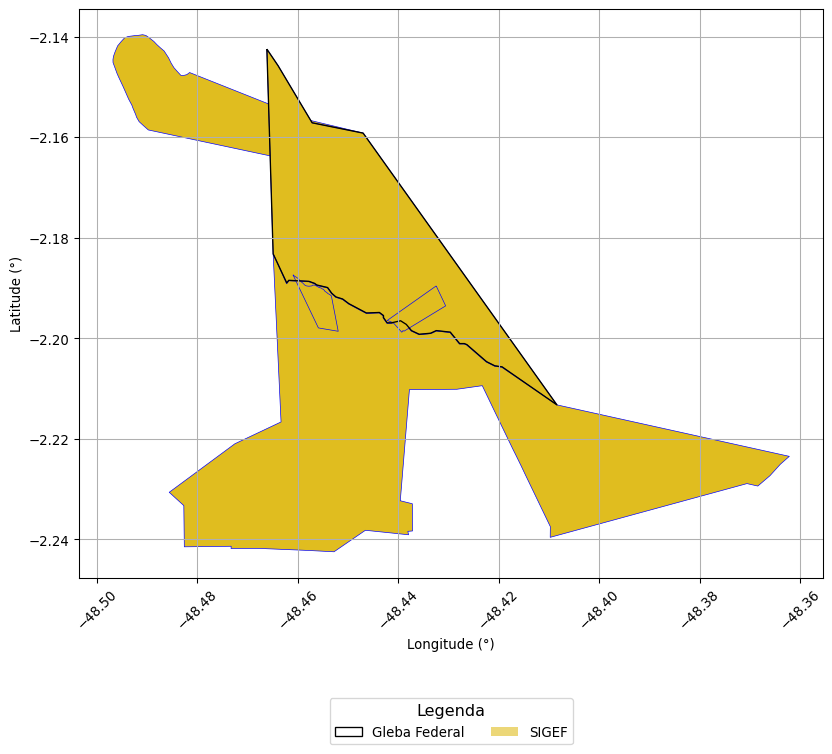 −2.14
−2.16
−2.18
−2.20
−2.22
−2.24
Latitude (°)
−48.50
−48.48
−48.46
−48.44
−48.42
−48.40
−48.38
−48.36
Longitude (°)
Legenda
Gleba Federal
SIGEF